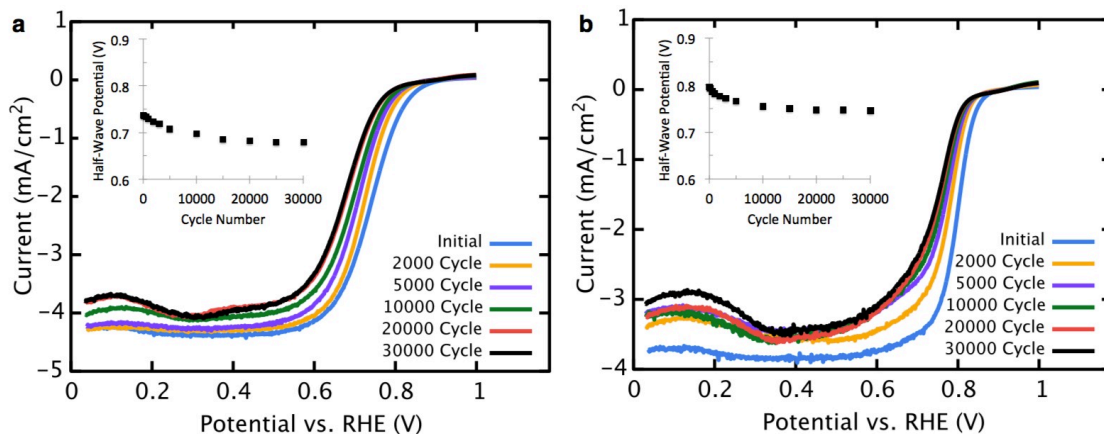 a
Current (mA/cm²)
1
0
−1
−2
−3
−4
−5
0
0.2
0.4
0.6
0.8
1
Potential vs. RHE (V)
Half-Wave Potential (V)
0.9
0.8
0.7
0.6
0
10000
20000
30000
Cycle Number
Initial
2000 Cycle
5000 Cycle
10000 Cycle
20000 Cycle
30000 Cycle
b
Current (mA/cm²)
1
0
−1
−2
−3
−4
0
0.2
0.4
0.6
0.8
1
Potential vs. RHE (V)
Half-Wave Potential (V)
0.9
0.8
0.7
0.6
0
10000
20000
30000
Cycle Number
Initial
2000 Cycle
5000 Cycle
10000 Cycle
20000 Cycle
30000 Cycle